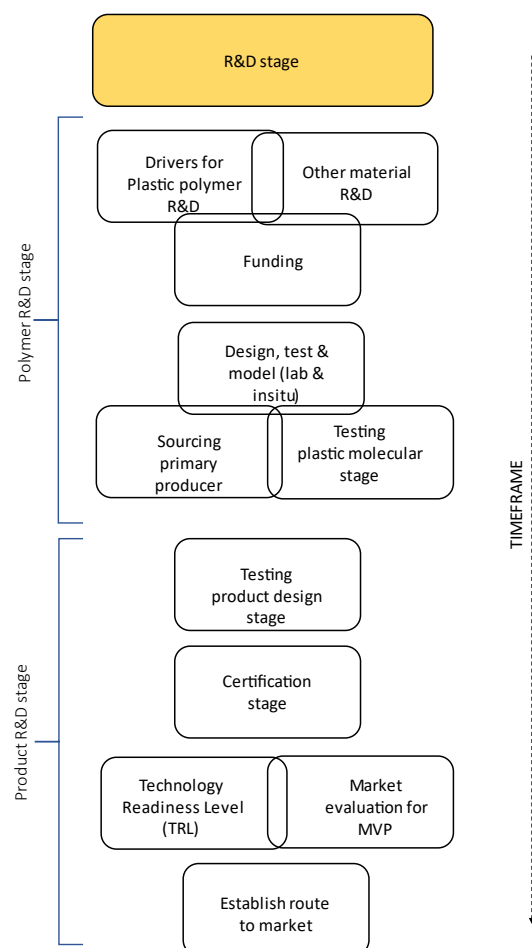 R&D stage
Polymer R&D stage
Drivers for
Plastic polymer
R&D
Other material
R&D
Funding
Design, test &
model (lab &
insitu)
Sourcing
primary
producer
Testing
plastic molecular
stage
TIMEFRAME
Product R&D stage
Testing
product design
stage
Certification
stage
Technology
Readiness Level
(TRL)
Market
evaluation for
MVP
Establish route
to market